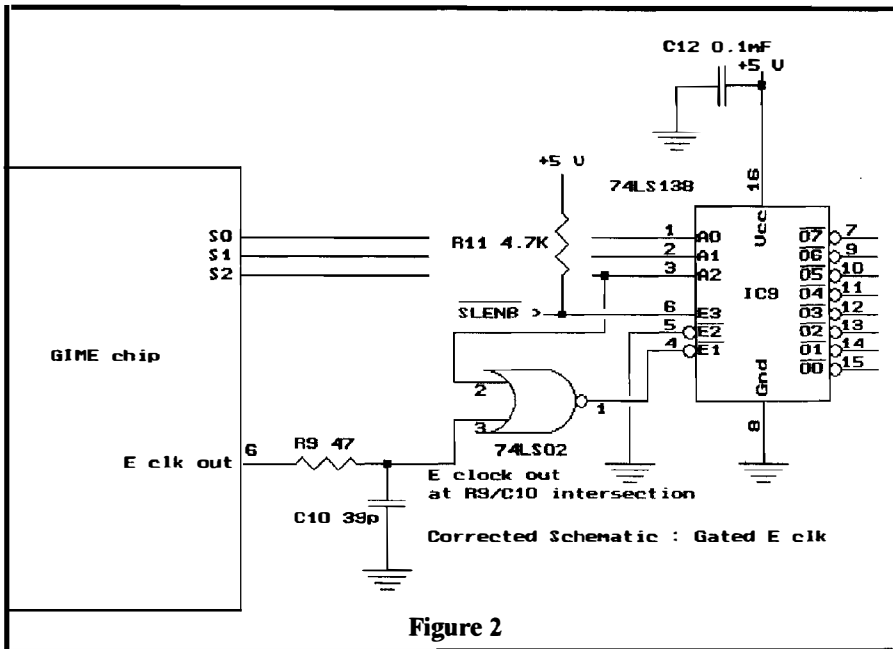 C12 0.1mF
+5 V
+5 V
74LS138
16
Vcc
S0
S1
S2
R11 4.7K
1 A0
2 A1
3 A2
6 E3
5 E2
4 E1
SLENB >
IC9
O7 7
O6 9
O5 10
O4 11
O3 12
O2 13
O1 14
O0 15
Gnd
8
GIME chip
2
3
1
74LS02
E clk out
6
R9 47
C10 39p
E clock out
at R9/C10 intersection
Corrected Schematic : Gated E clk
Figure 2